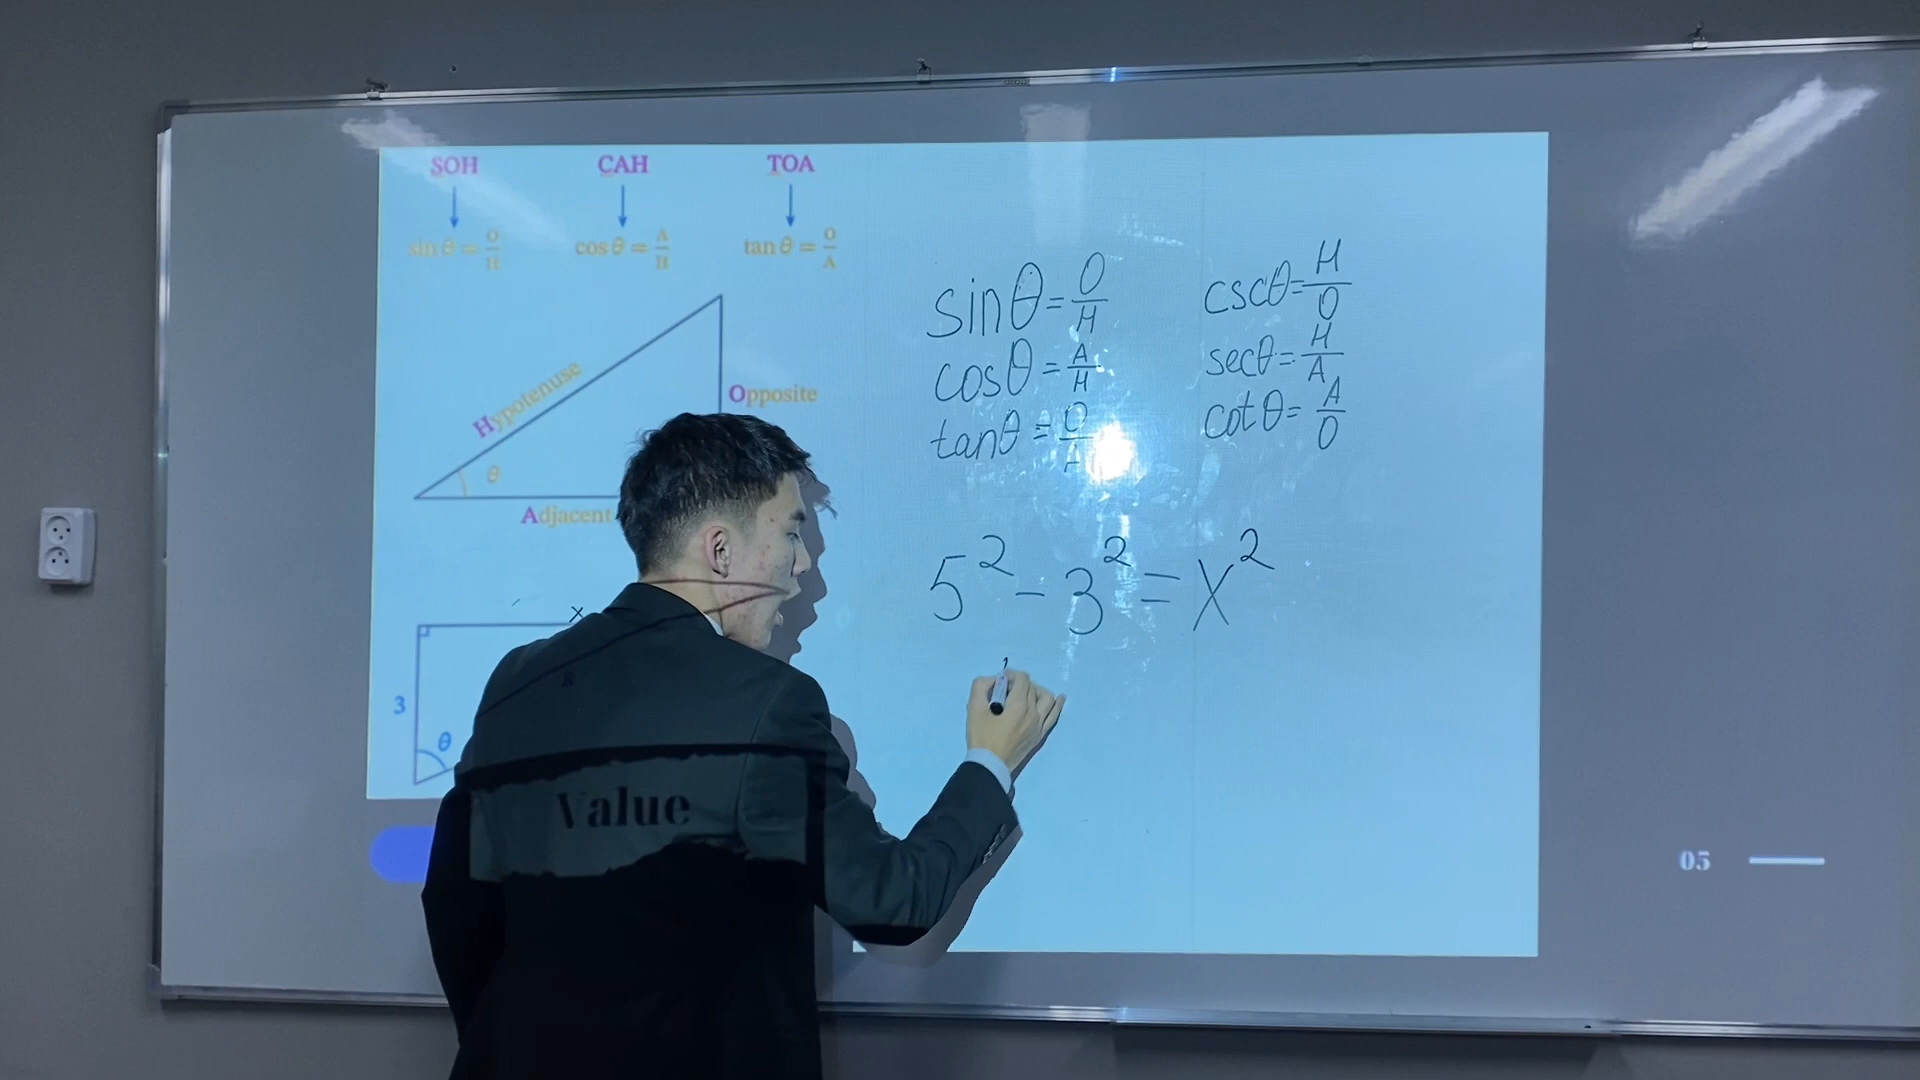 SOH CAH TOA
sin θ = O/H cos θ = A/H tan θ = O/A
Hypotenuse
Opposite
θ
Adjacent
sinθ = O/H cscθ = H/O
cosθ = A/H secθ = H/A
tanθ = O/A cotθ = A/O
5² - 3² = x²
x
3
θ
Value
05